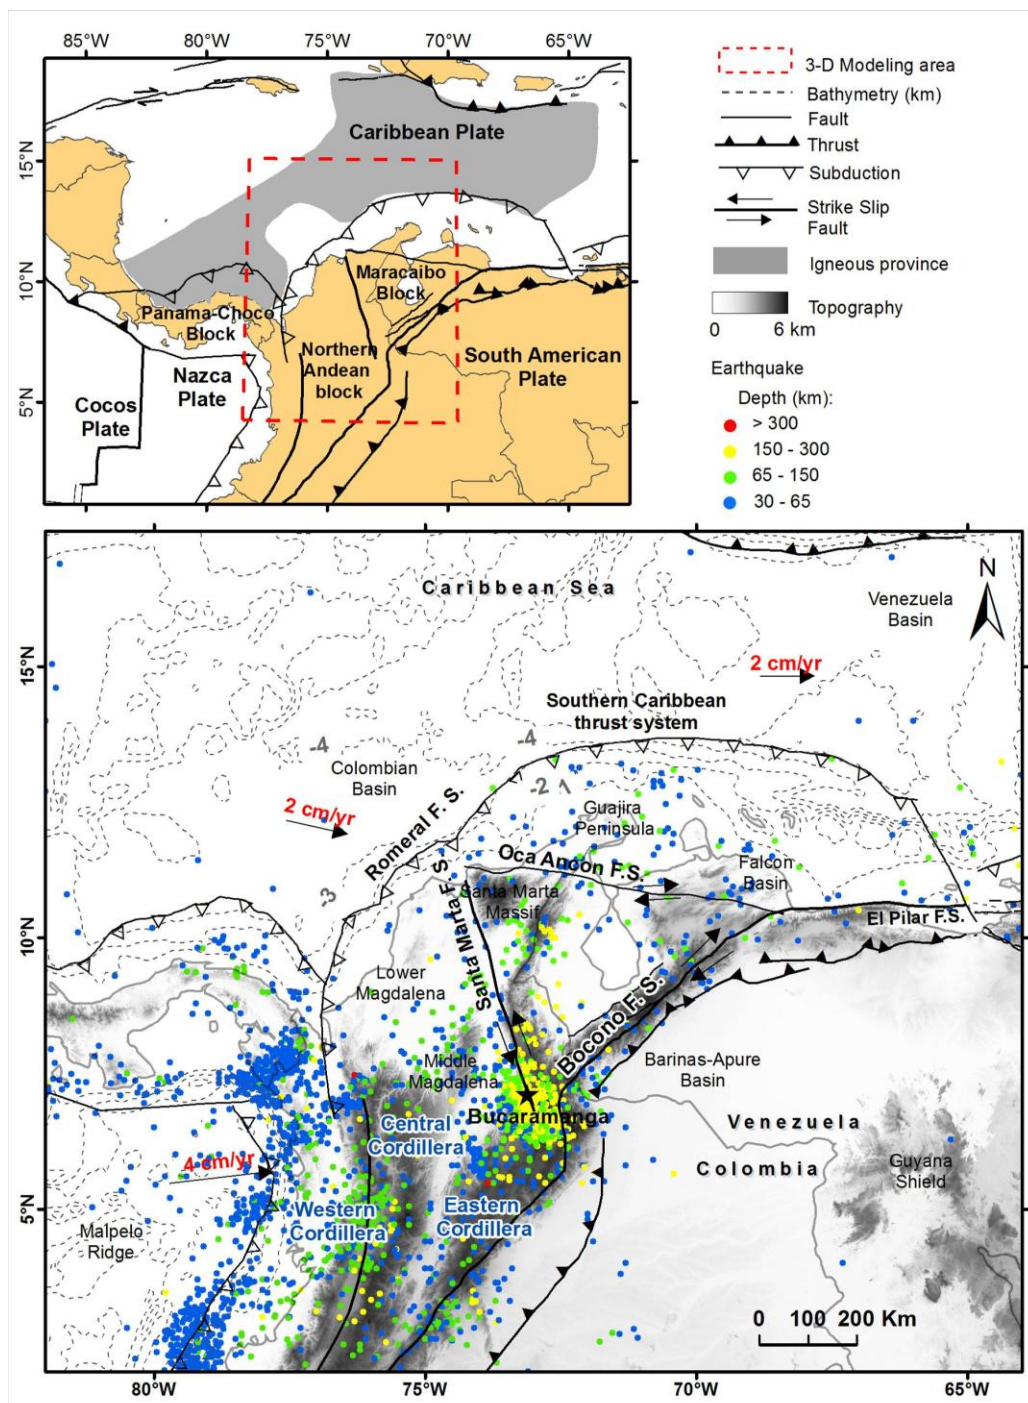 85°W 80°W 75°W 70°W 65°W
15°N
10°N
5°N
Caribbean Plate
Maracaibo
Block
Panama-Choco
Block
Northern
Andean
block
South American
Plate
Nazca
Plate
Cocos
Plate
3-D Modeling area
Bathymetry (km)
Fault
Thrust
Subduction
Strike Slip
Fault
Igneous province
Topography
0 6 km
Earthquake
Depth (km):
> 300
150 - 300
65 - 150
30 - 65
Caribbean Sea
N
Venezuela
Basin
15°N
2 cm/yr
Southern Caribbean
thrust system
-4
-4
Colombian
Basin
-2
1
Guajira
Peninsula
2 cm/yr
Romeral F. S.
Oca Ancon F.S.
Falcon
Basin
-3
Santa Marta F. S
Santa Marta
Massif
El Pilar F.S.
10°N
Lower
Magdalena
Bocono F. S.
Middle
Magdalena
Barinas-Apure
Basin
Bucaramanga
Central
Cordillera
Venezuela
Colombia
Guyana
Shield
4 cm/yr
5°N
Western
Cordillera
Eastern
Cordillera
Malpelo
Ridge
0 100 200 Km
80°W 75°W 70°W 65°W